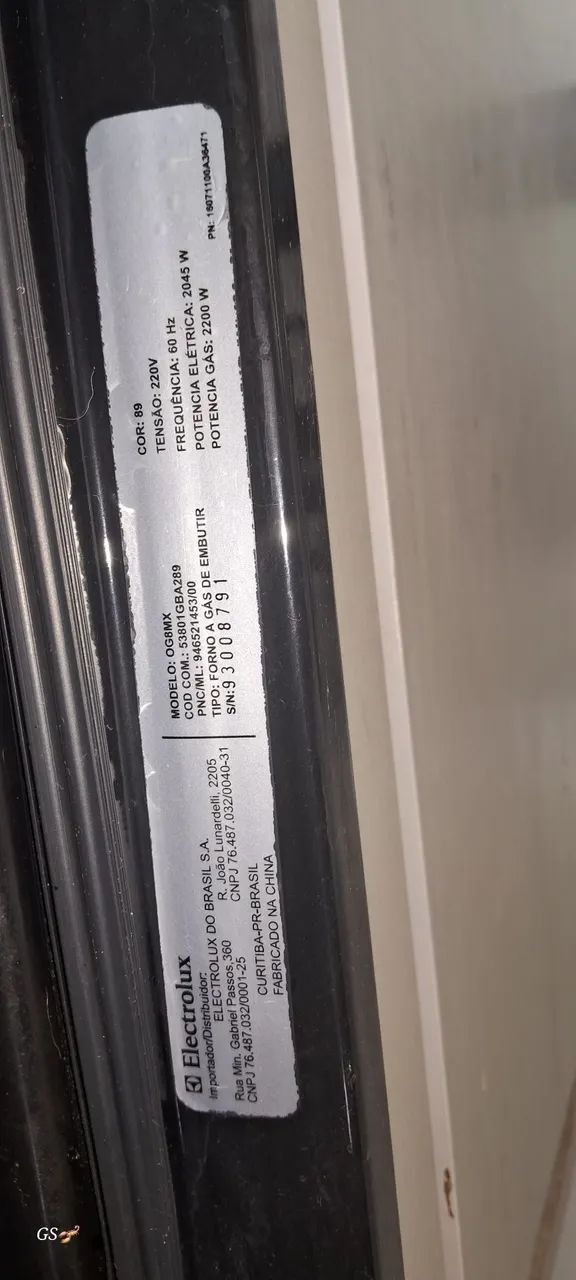 Electrolux
Importador/Distribuidor:
ELECTROLUX DO BRASIL S.A.
Rua Min. Gabriel Passos,360
R. João Lunardelli, 2205
CNPJ 76.487.032/0001-25
CNPJ 76.487.032/0040-31
CURITIBA-PR-BRASIL
FABRICADO NA CHINA
MODELO: OG8MX
COD COM.: 53801GBA289
PNC/ML: 946521453/00
TIPO: FORNO A GÁS DE EMBUTIR
S/N: 93008791
COR: 89
TENSÃO: 220V
FREQUÊNCIA: 60 Hz
POTENCIA ELÉTRICA: 2045 W
POTENCIA GÁS: 2200 W
PN: 16071100A36471
GS